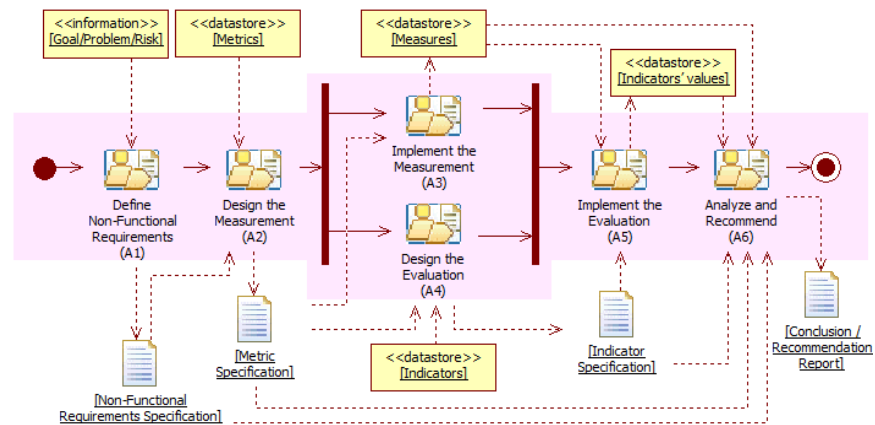 <<information>>
[Goal/Problem/Risk]
<<datastore>>
[Metrics]
<<datastore>>
[Measures]
<<datastore>>
[Indicators' values]
Define
Non-Functional
Requirements
(A1)
Design the
Measurement
(A2)
Implement the
Measurement
(A3)
Design the
Evaluation
(A4)
Implement the
Evaluation
(A5)
Analyze and
Recommend
(A6)
[Non-Functional
Requirements Specification]
[Metric
Specification]
<<datastore>>
[Indicators]
[Indicator
Specification]
[Conclusion /
Recommendation
Report]